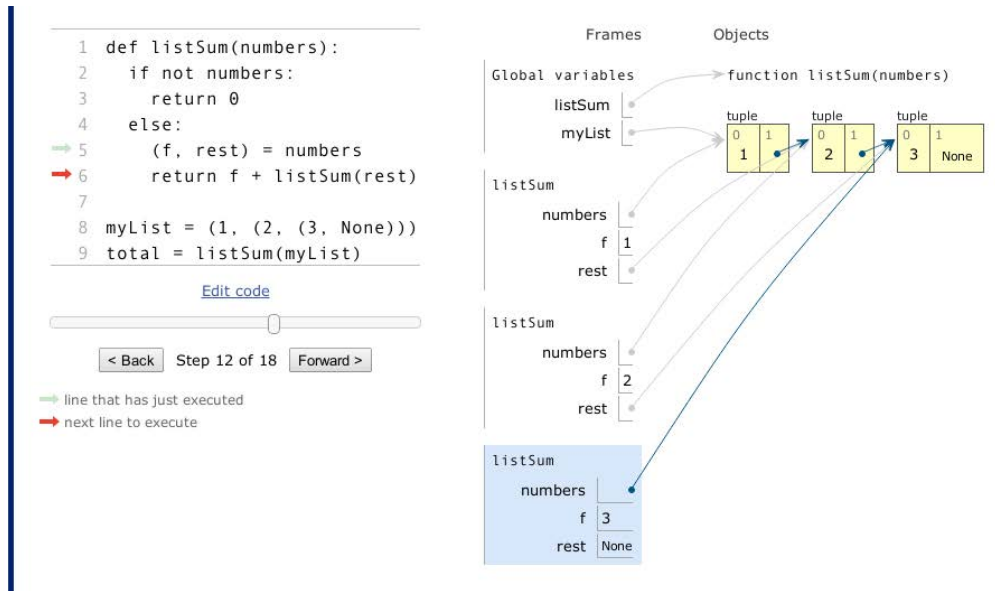 1 def listSum(numbers):
2 if not numbers:
3 return 0
4 else:
5 (f, rest) = numbers
6 return f + listSum(rest)
7
8 myList = (1, (2, (3, None)))
9 total = listSum(myList)
Edit code
< Back Step 12 of 18 Forward >
line that has just executed
next line to execute
Frames Objects
Global variables function listSum(numbers)
listSum
myList
tuple tuple tuple
0 1 0 1 0 1
1 2 3 None
listSum
numbers
f 1
rest
listSum
numbers
f 2
rest
listSum
numbers
f 3
rest None